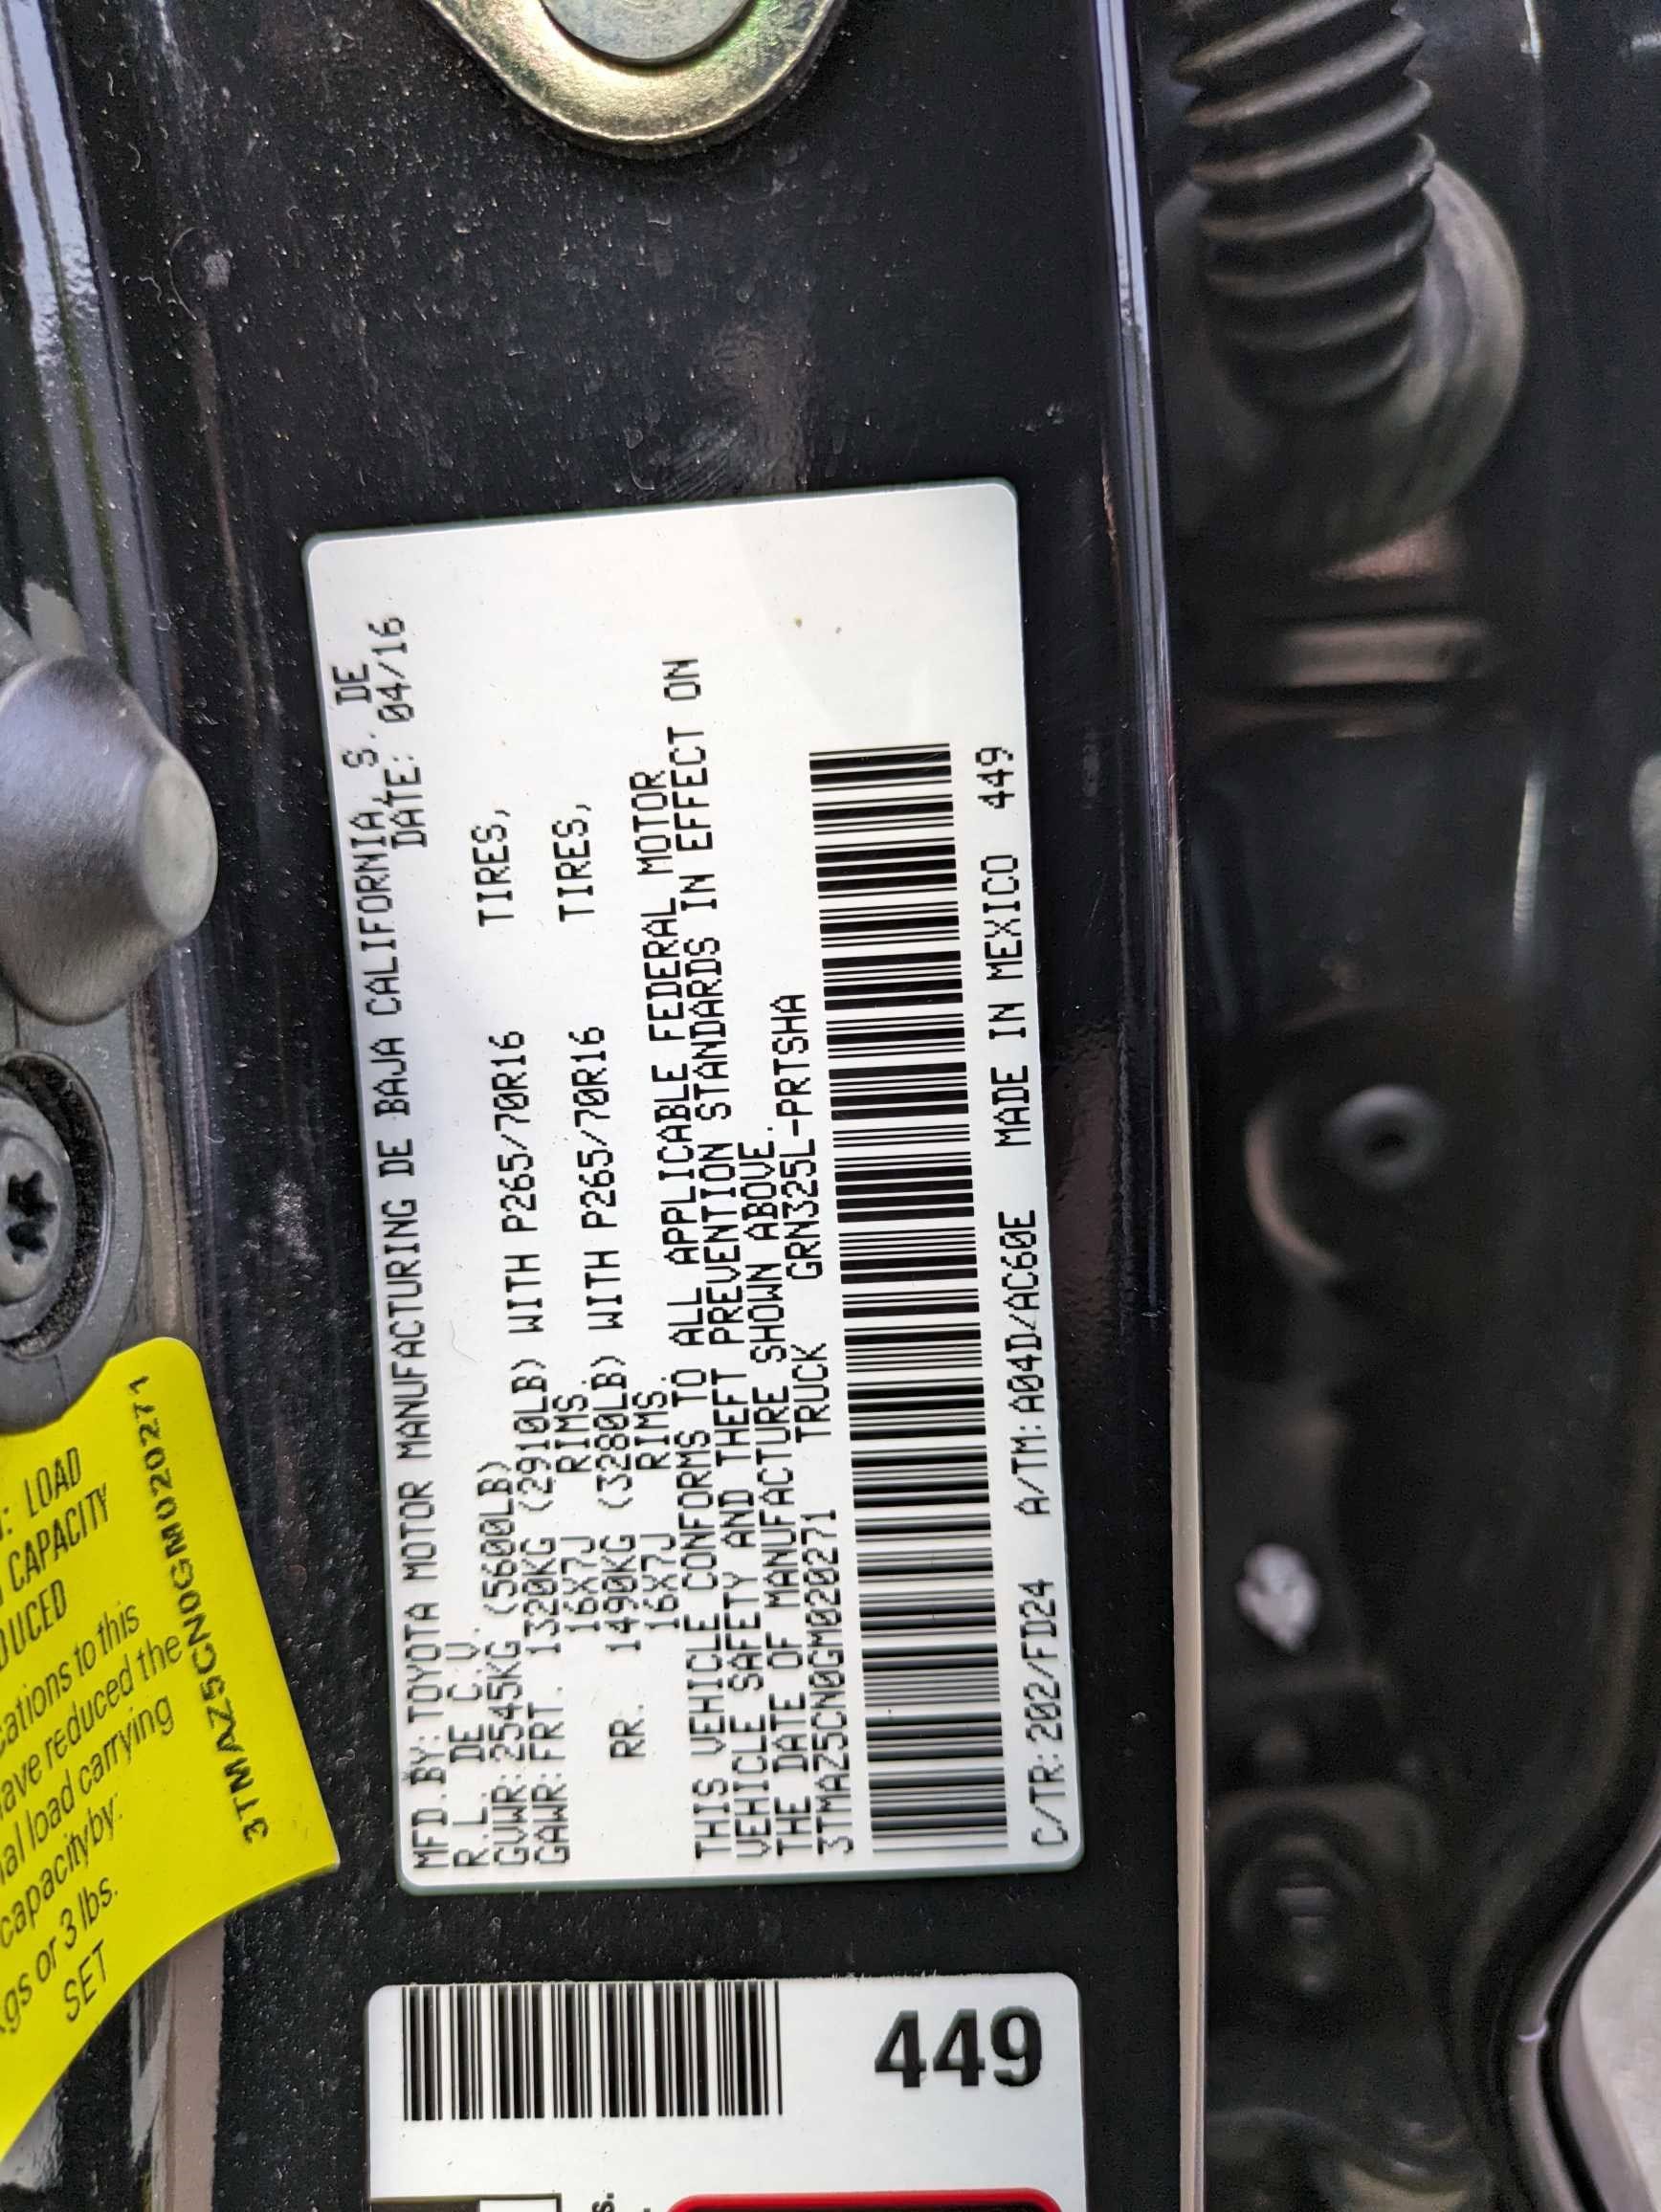 MFD.BY:TOYOTA MOTOR MANUFACTURING DE BAJA CALIFORNIA, S. DE
R.L. DE C.V. DATE: 04/16
GVWR:2545KG (5600LB)
GAWR:FRT. 1320KG (2910LB) WITH P265/70R16 TIRES,
16X7J RIMS.
RR. 1490KG (3280LB) WITH P265/70R16 TIRES,
16X7J RIMS.
THIS VEHICLE CONFORMS TO ALL APPLICABLE FEDERAL MOTOR
VEHICLE SAFETY AND THEFT PREVENTION STANDARDS IN EFFECT ON
THE DATE OF MANUFACTURE SHOWN ABOVE.
3TMAZ5CN0GM020271 TRUCK GRN325L-PRTSHA
C/TR:202/FD24 A/TM:A04D/AC60E MADE IN MEXICO 449
449
: LOAD
CAPACITY
DUCED
cations to this
ave reduced the
al load carrying
capacityby:
gs or 3 lbs.
SET
3TMAZ5CN0GM020271